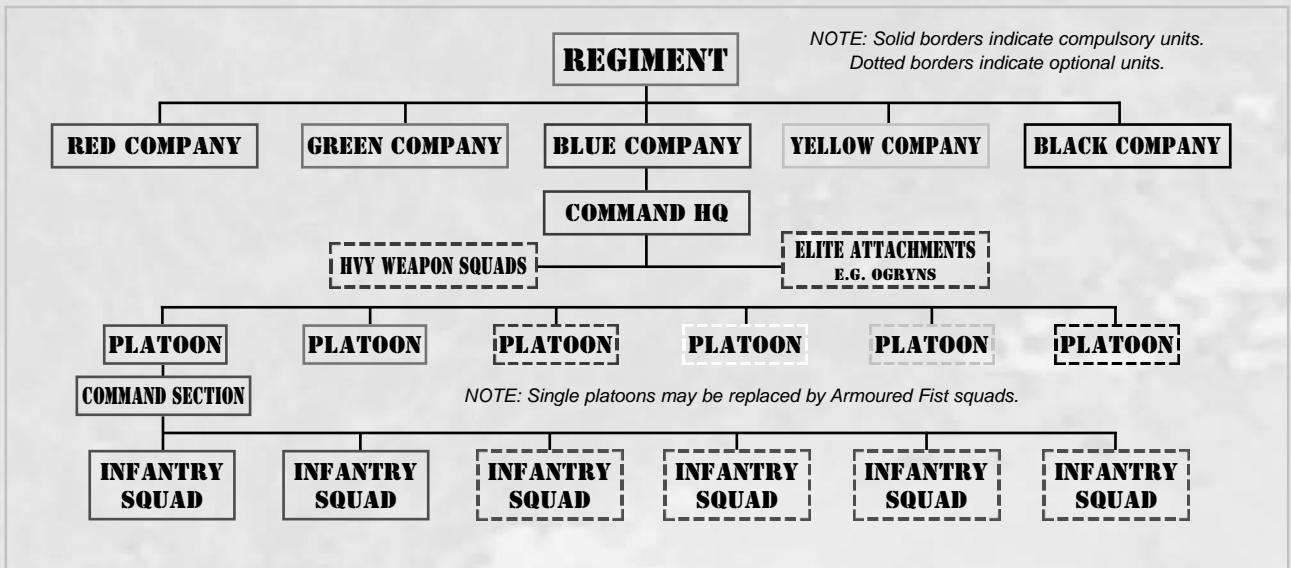 REGIMENT
NOTE: Solid borders indicate compulsory units.
Dotted borders indicate optional units.
RED COMPANY
GREEN COMPANY
BLUE COMPANY
YELLOW COMPANY
BLACK COMPANY
COMMAND HQ
HVY WEAPON SQUADS
ELITE ATTACHMENTS
E.G. OGRYNS
PLATOON
PLATOON
PLATOON
PLATOON
PLATOON
PLATOON
COMMAND SECTION
NOTE: Single platoons may be replaced by Armoured Fist squads.
INFANTRY
SQUAD
INFANTRY
SQUAD
INFANTRY
SQUAD
INFANTRY
SQUAD
INFANTRY
SQUAD
INFANTRY
SQUAD